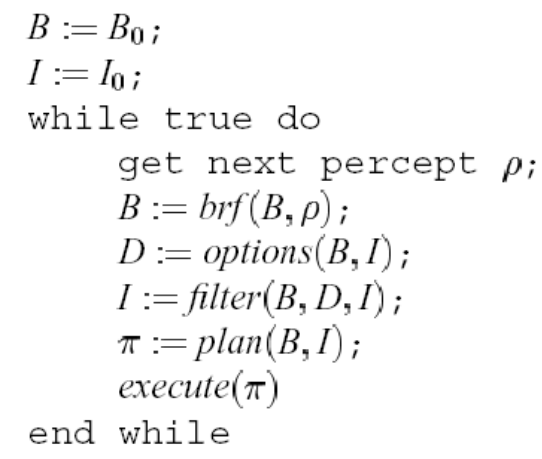 B := B₀;
I := I₀;
while true do
get next percept ρ;
B := brf(B, ρ);
D := options(B, I);
I := filter(B, D, I);
π := plan(B, I);
execute(π)
end while